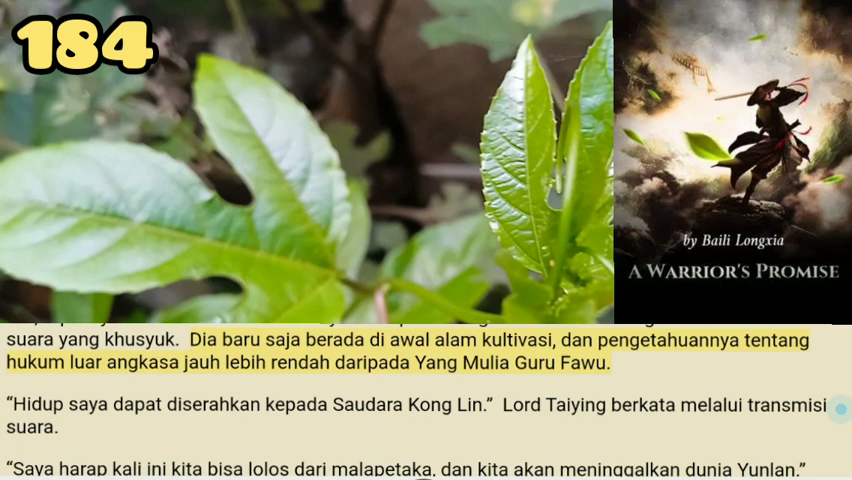 184
by Baili Longxia
A WARRIOR'S PROMISE
suara yang khusyuk. Dia baru saja berada di awal alam kultivasi, dan pengetahuannya tentang
hukum luar angkasa jauh lebih rendah daripada Yang Mulia Guru Fawu.
“Hidup saya dapat diserahkan kepada Saudara Kong Lin.” Lord Taiying berkata melalui transmisi
suara.
“Saya harap kali ini kita bisa lolos dari malapetaka, dan kita akan meninggalkan dunia Yunlan.”